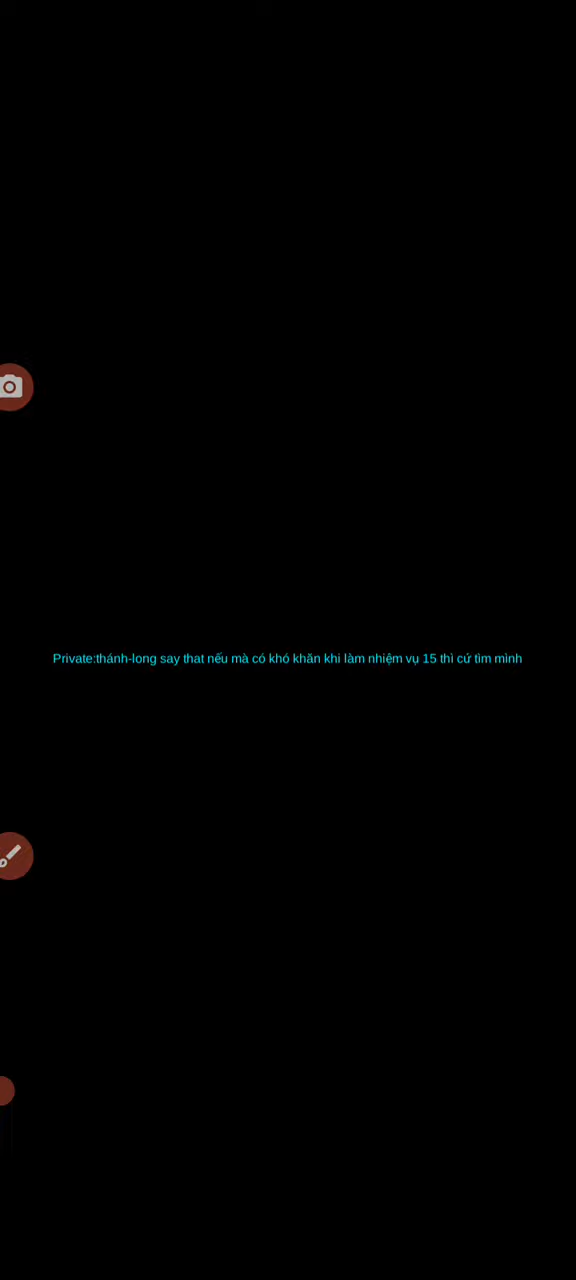 Private:thánh-long say that nếu mà có khó khăn khi làm nhiệm vụ 15 thì cứ tìm mình